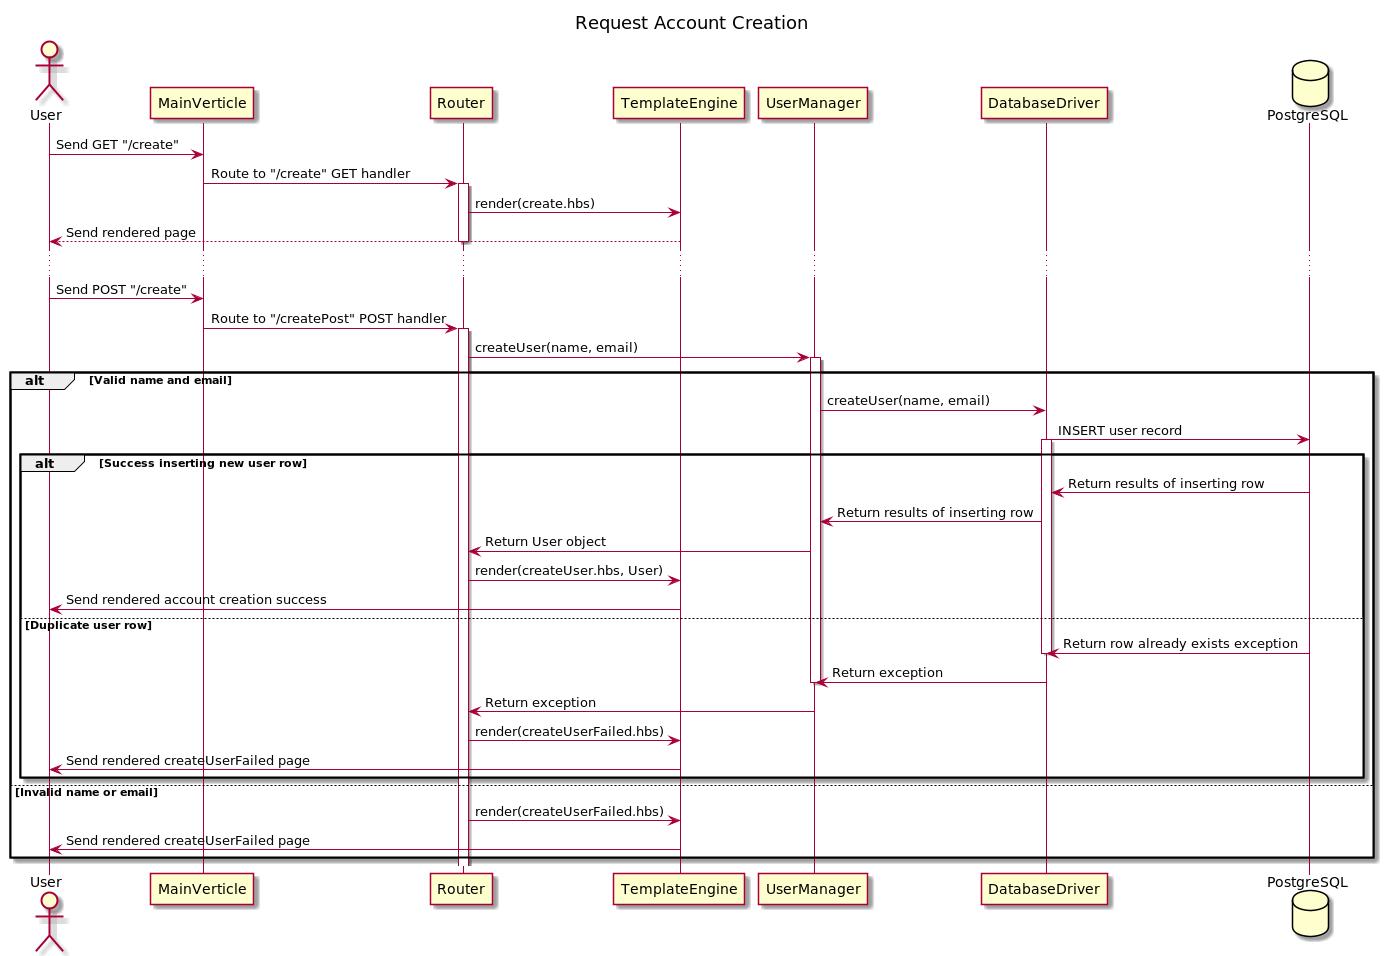 Request Account Creation
User
MainVerticle
Router
TemplateEngine
UserManager
DatabaseDriver
PostgreSQL
Send GET "/create"
Route to "/create" GET handler
render(create.hbs)
Send rendered page
Send POST "/create"
Route to "/createPost" POST handler
createUser(name, email)
alt
[Valid name and email]
createUser(name, email)
INSERT user record
alt
[Success inserting new user row]
Return results of inserting row
Return results of inserting row
Return User object
render(createUser.hbs, User)
Send rendered account creation success
[Duplicate user row]
Return row already exists exception
Return exception
Return exception
render(createUserFailed.hbs)
Send rendered createUserFailed page
[Invalid name or email]
render(createUserFailed.hbs)
Send rendered createUserFailed page
User
MainVerticle
Router
TemplateEngine
UserManager
DatabaseDriver
PostgreSQL